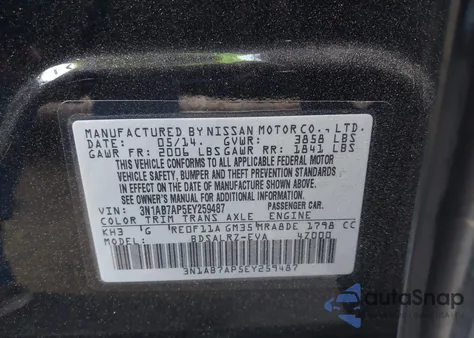 MANUFACTURED BY NISSAN MOTOR CO., LTD.
DATE: 05/14. GVWR: 3858 LBS
GAWR FR: 2006 LBS GAWR RR: 1841 LBS
THIS VEHICLE CONFORMS TO ALL APPLICABLE FEDERAL MOTOR
VEHICLE SAFETY, BUMPER, AND THEFT PREVENTION STANDARDS
IN EFFECT ON THE DATE OF MANUFACTURE SHOWN ABOVE.
SEE OWNER'S MANUAL FOR ADDITIONAL INFORMATION.
VIN: 3N1AB7AP5EY259487 PASSENGER CAR
COLOR TRIM TRANS AXLE ENGINE
KH3 G RE0F11A GM35 MRA8DE 1798 CC
MODEL: BDSALR7-EVA 4Z000
3N1AB7AP5EY259487
autoSnap